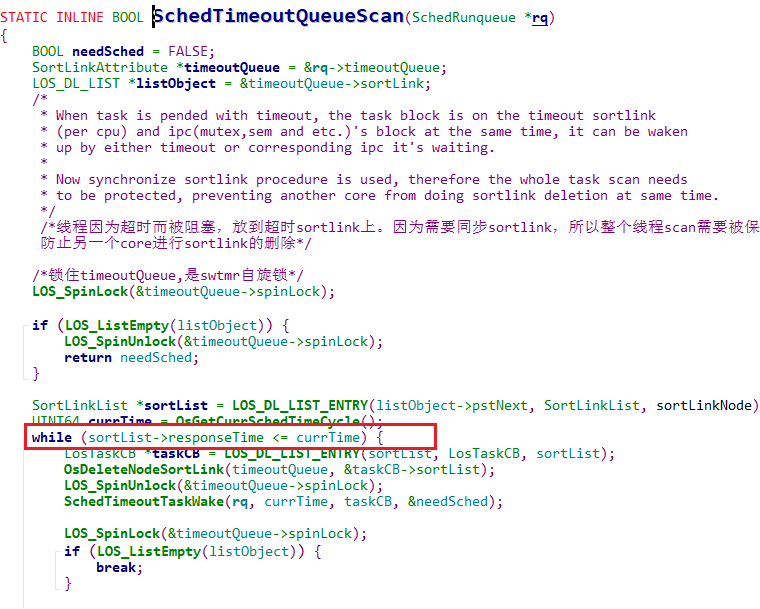 STATIC INLINE BOOL SchedTimeoutQueueScan(SchedRunqueue *rq)
{
    BOOL needSched = FALSE;
    SortLinkAttribute *timeoutQueue = &rq->timeoutQueue;
    LOS_DL_LIST *listObject = &timeoutQueue->sortLink;
    /*
     * When task is pended with timeout, the task block is on the timeout sortlink
     * (per cpu) and ipc(mutex,sem and etc.)'s block at the same time, it can be waken
     * up by either timeout or corresponding ipc it's waiting.
     *
     * Now synchronize sortlink procedure is used, therefore the whole task scan needs
     * to be protected, preventing another core from doing sortlink deletion at same time.
     */
     /*线程因为超时而被阻塞，放到超时sortlink上。因为需要同步sortlink，所以整个线程scan需要被保
     防止另一个core进行sortlink的删除*/

    /*锁住timeoutQueue,是swtmr自旋锁*/
    LOS_SpinLock(&timeoutQueue->spinLock);

    if (LOS_ListEmpty(listObject)) {
        LOS_SpinUnlock(&timeoutQueue->spinLock);
        return needSched;
    }

    SortLinkList *sortList = LOS_DL_LIST_ENTRY(listObject->pstNext, SortLinkList, sortLinkNode)
    UINT64 currTime = OsGetCurrSchedTimeCycle();
    while (sortList->responseTime <= currTime) {
        LosTaskCB *taskCB = LOS_DL_LIST_ENTRY(sortList, LosTaskCB, sortList);
        OsDeleteNodeSortLink(timeoutQueue, &taskCB->sortList);
        LOS_SpinUnlock(&timeoutQueue->spinLock);
        SchedTimeoutTaskWake(rq, currTime, taskCB, &needSched);

        LOS_SpinLock(&timeoutQueue->spinLock);
        if (LOS_ListEmpty(listObject)) {
            break;
        }